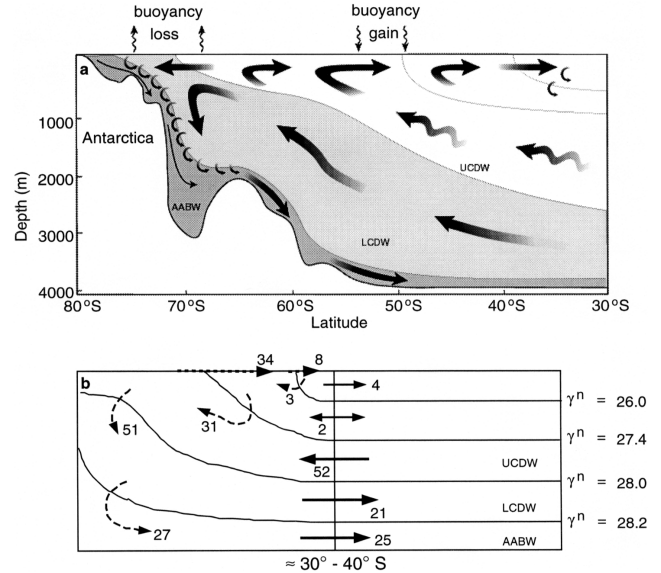 buoyancy loss
buoyancy gain
a
1000
2000
3000
4000
Depth (m)
Antarctica
AABW
UCDW
LCDW
80°S 70°S 60°S 50°S 40°S 30°S
Latitude
b
34 8
3 4
31 2
51 52
27 21
25
γⁿ = 26.0
γⁿ = 27.4
UCDW
γⁿ = 28.0
LCDW
γⁿ = 28.2
AABW
≈ 30° - 40° S